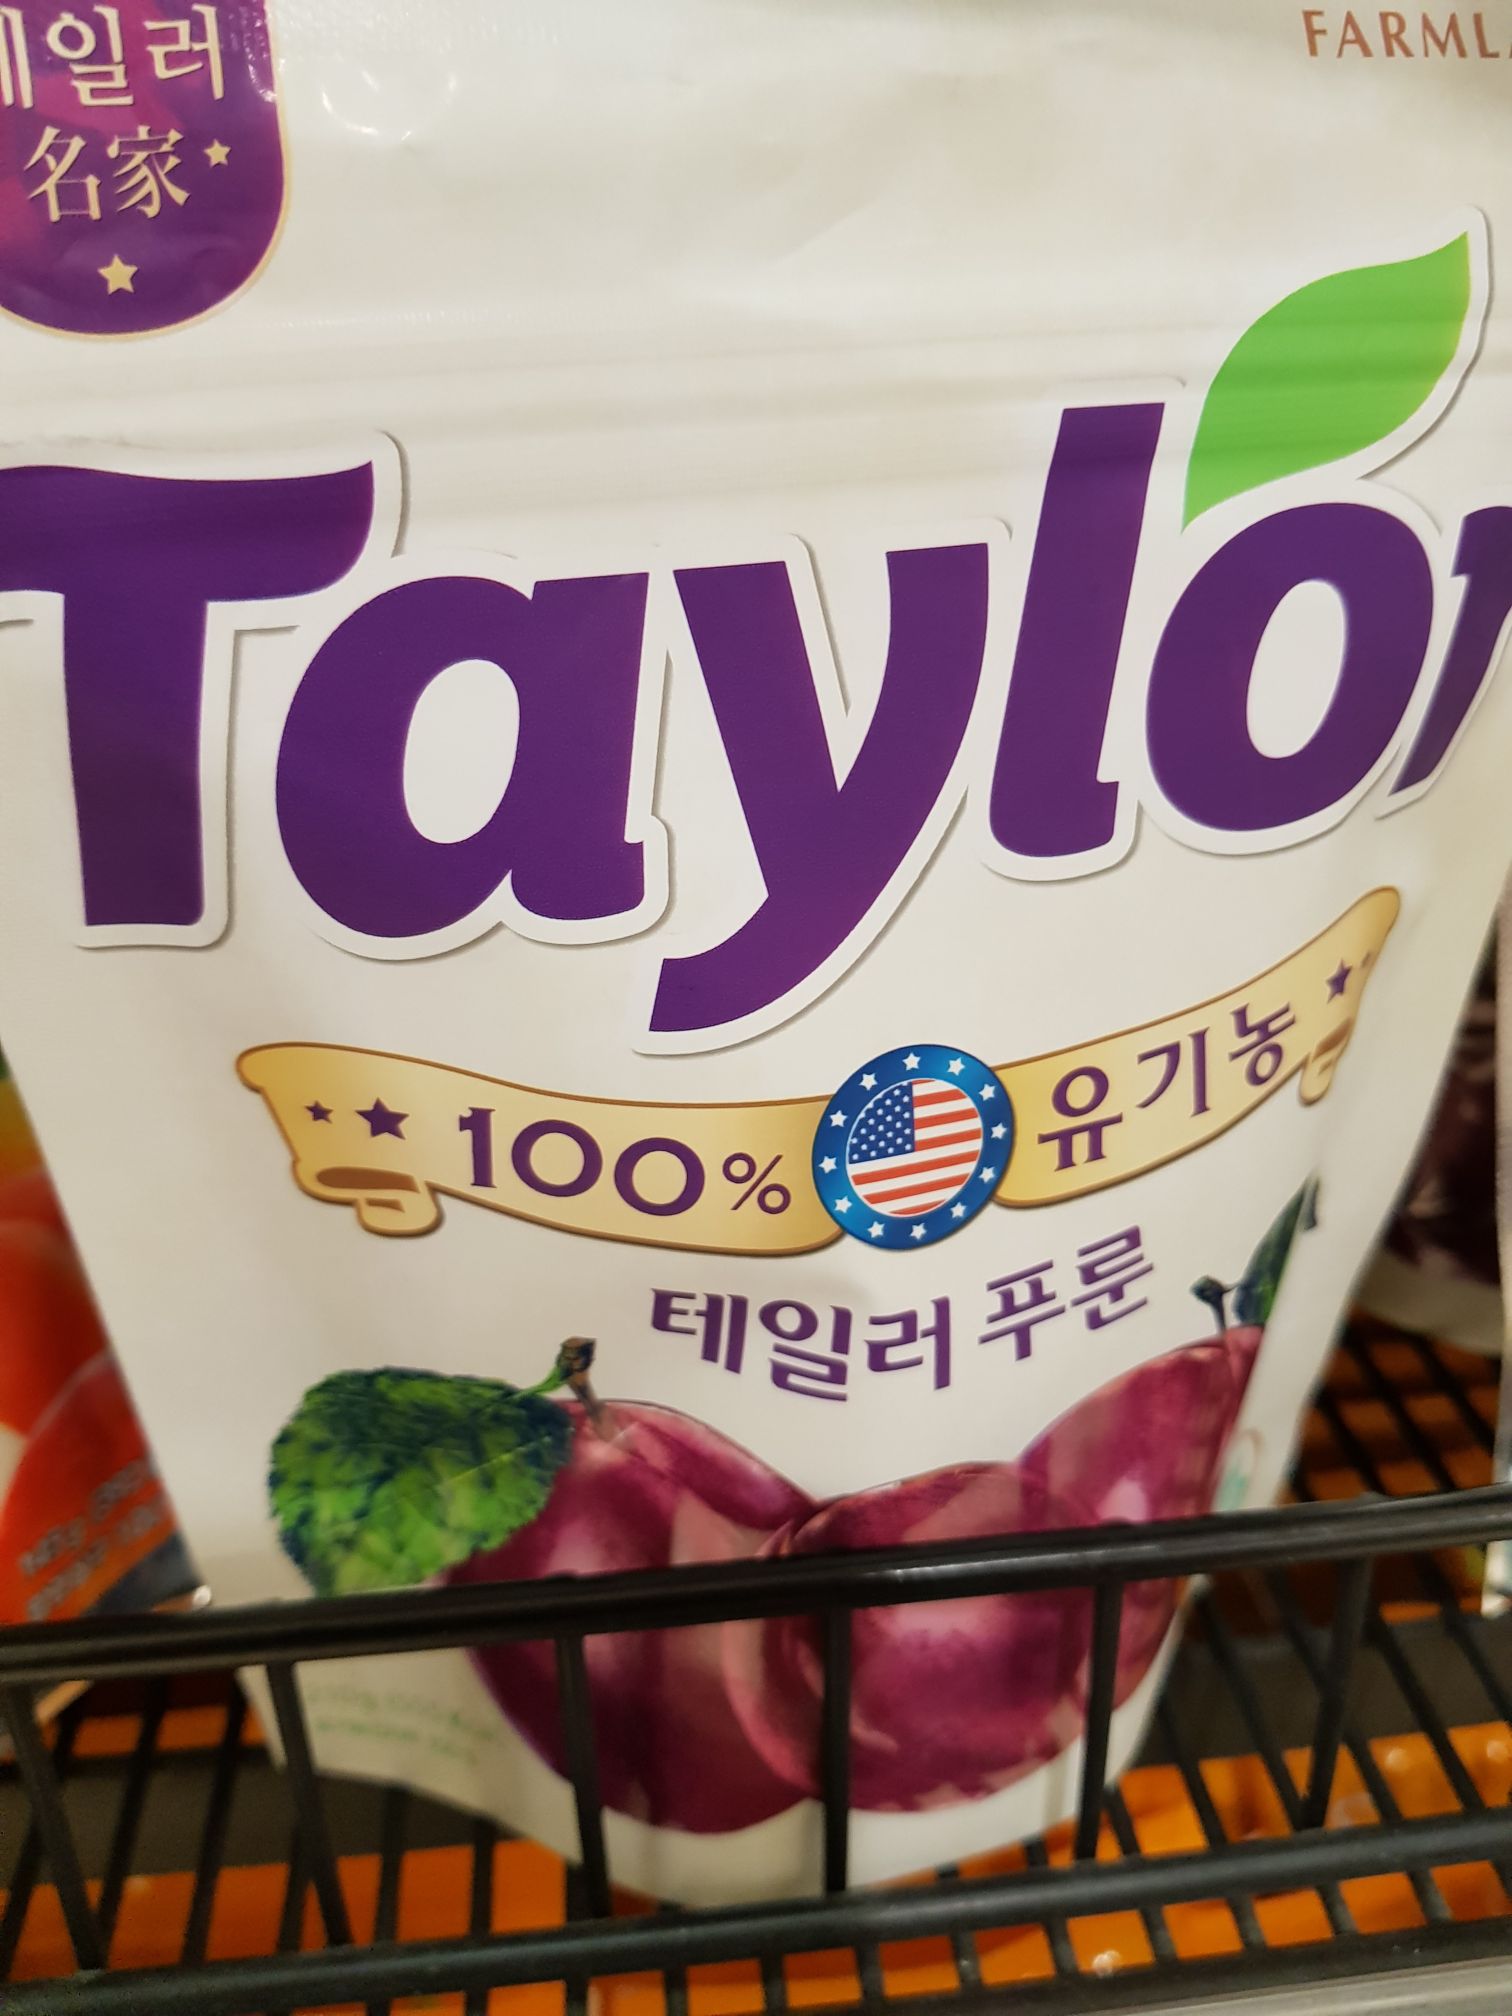 테일러
名家
FARML
Taylor
100% 유기농
테일러 푸룬